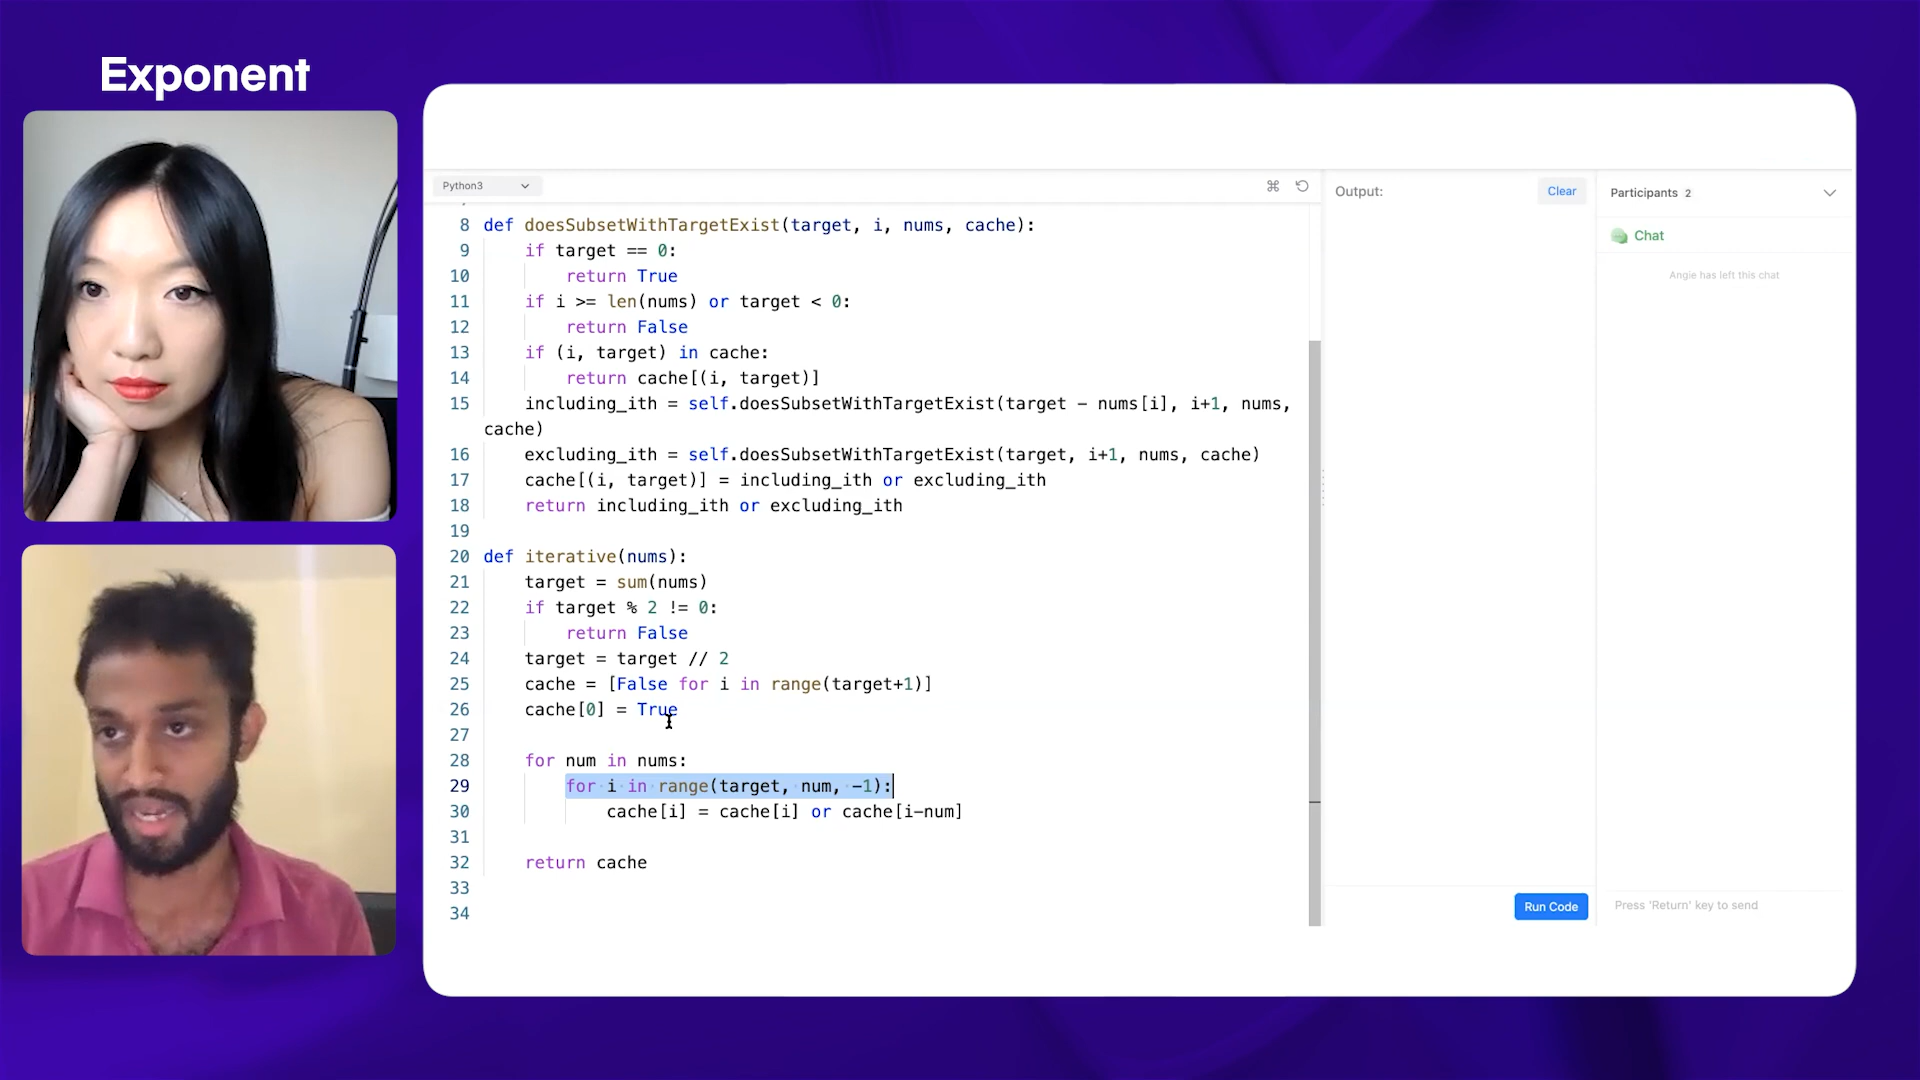 Exponent
Python3
Output:
Clear
Participants 2
Chat
Angie has left this chat
8 def doesSubsetWithTargetExist(target, i, nums, cache):
9 if target == 0:
10 return True
11 if i >= len(nums) or target < 0:
12 return False
13 if (i, target) in cache:
14 return cache[(i, target)]
15 including_ith = self.doesSubsetWithTargetExist(target - nums[i], i+1, nums,
cache)
16 excluding_ith = self.doesSubsetWithTargetExist(target, i+1, nums, cache)
17 cache[(i, target)] = including_ith or excluding_ith
18 return including_ith or excluding_ith
19
20 def iterative(nums):
21 target = sum(nums)
22 if target % 2 != 0:
23 return False
24 target = target // 2
25 cache = [False for i in range(target+1)]
26 cache[0] = True
27
28 for num in nums:
29 for i in range(target, num, -1):
30 cache[i] = cache[i] or cache[i-num]
31
32 return cache
33
34
Run Code
Press 'Return' key to send